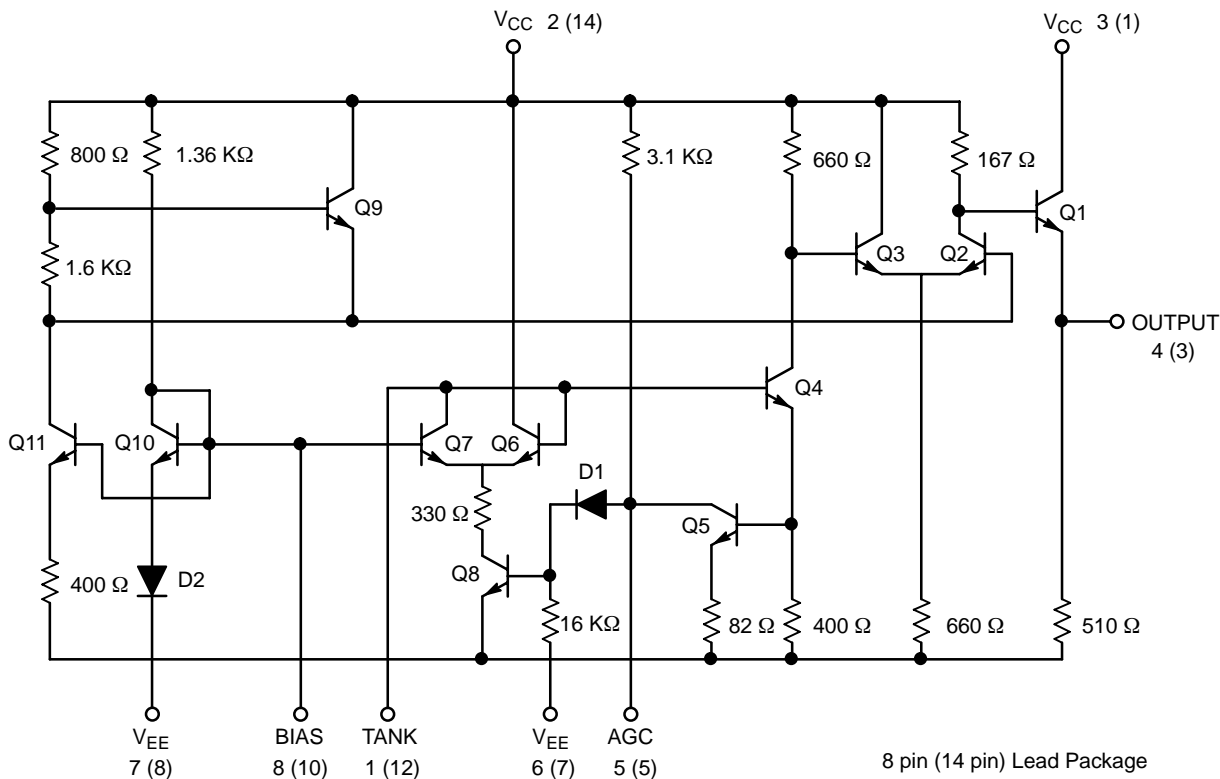 VCC 2 (14)
VCC 3 (1)
800 Ω
1.36 KΩ
3.1 KΩ
660 Ω
167 Ω
Q9
Q1
1.6 KΩ
Q3
Q2
OUTPUT
4 (3)
Q4
Q11
Q10
Q7
Q6
D1
330 Ω
Q5
Q8
400 Ω
D2
16 KΩ
82 Ω
400 Ω
660 Ω
510 Ω
VEE
7 (8)
BIAS
8 (10)
TANK
1 (12)
VEE
6 (7)
AGC
5 (5)
8 pin (14 pin) Lead Package